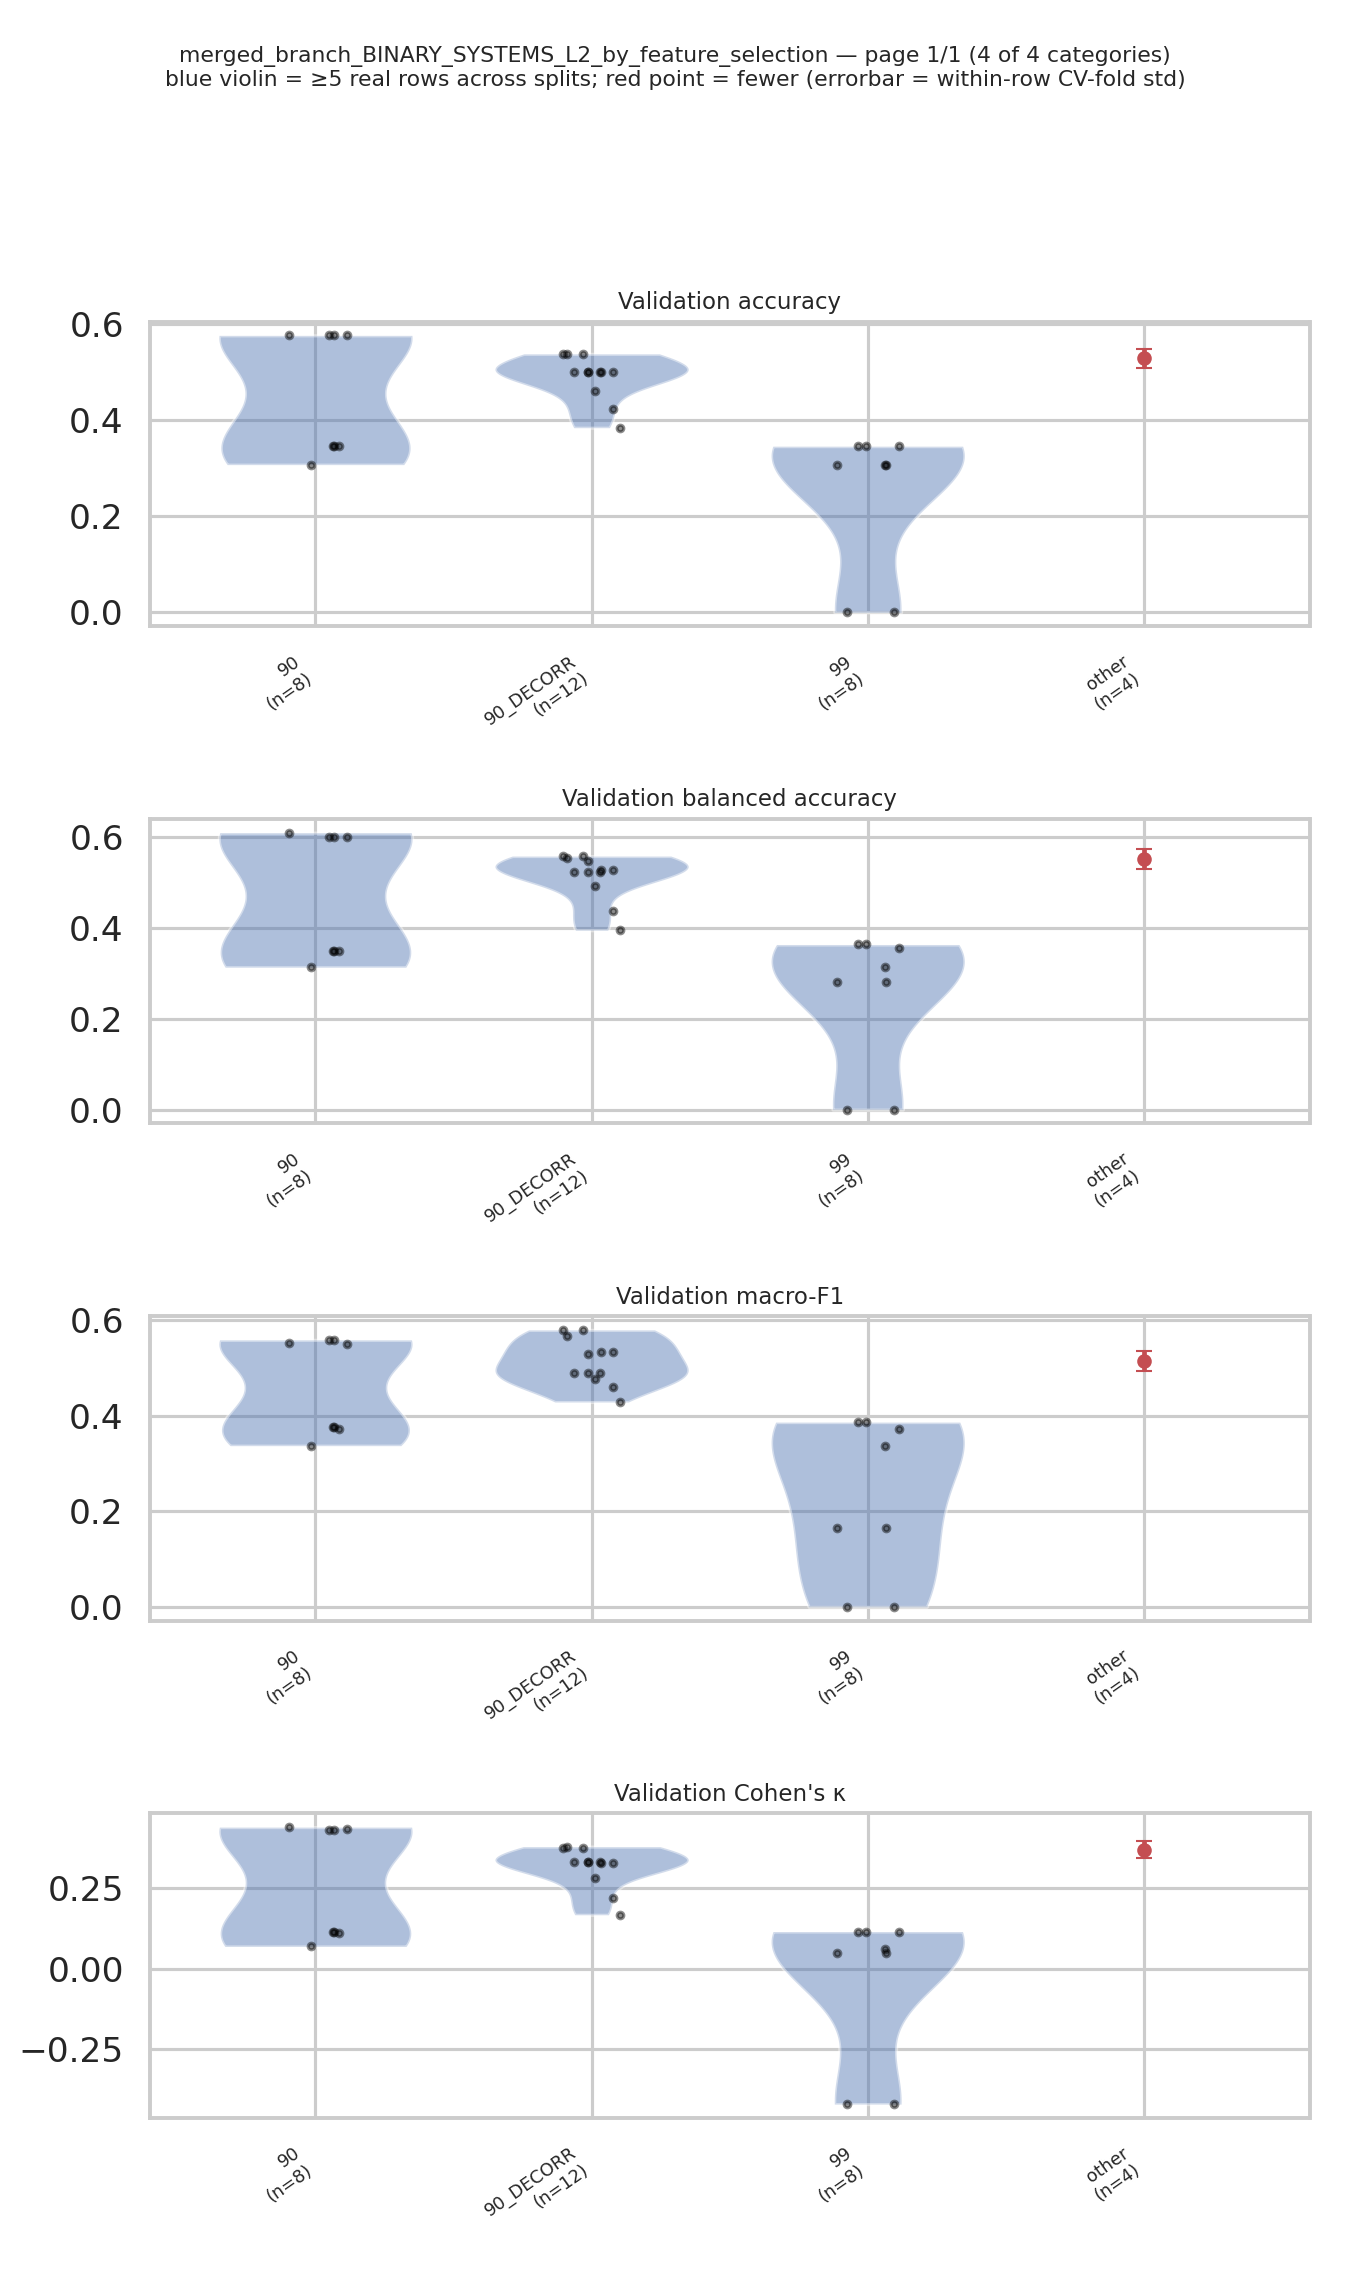 merged_branch_BINARY_SYSTEMS_L2_by_feature_selection — page 1/1 (4 of 4 categories)
blue violin = ≥5 real rows across splits; red point = fewer (errorbar = within-row CV-fold std)
Validation accuracy
0.6
0.4
0.2
0.0
90
(n=8)
90_DECORR
(n=12)
99
(n=8)
other
(n=4)
Validation balanced accuracy
0.6
0.4
0.2
0.0
90
(n=8)
90_DECORR
(n=12)
99
(n=8)
other
(n=4)
Validation macro-F1
0.6
0.4
0.2
0.0
90
(n=8)
90_DECORR
(n=12)
99
(n=8)
other
(n=4)
Validation Cohen's κ
0.25
0.00
−0.25
90
(n=8)
90_DECORR
(n=12)
99
(n=8)
other
(n=4)